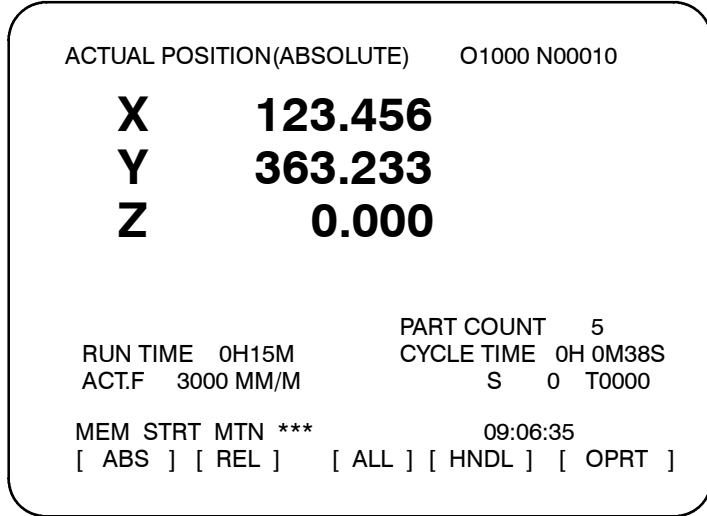 ACTUAL POSITION(ABSOLUTE) O1000 N00010
X 123.456
Y 363.233
Z 0.000
PART COUNT 5
RUN TIME 0H15M CYCLE TIME 0H 0M38S
ACT.F 3000 MM/M S 0 T0000
MEM STRT MTN *** 09:06:35
[ ABS ] [ REL ] [ ALL ] [ HNDL ] [ OPRT ]